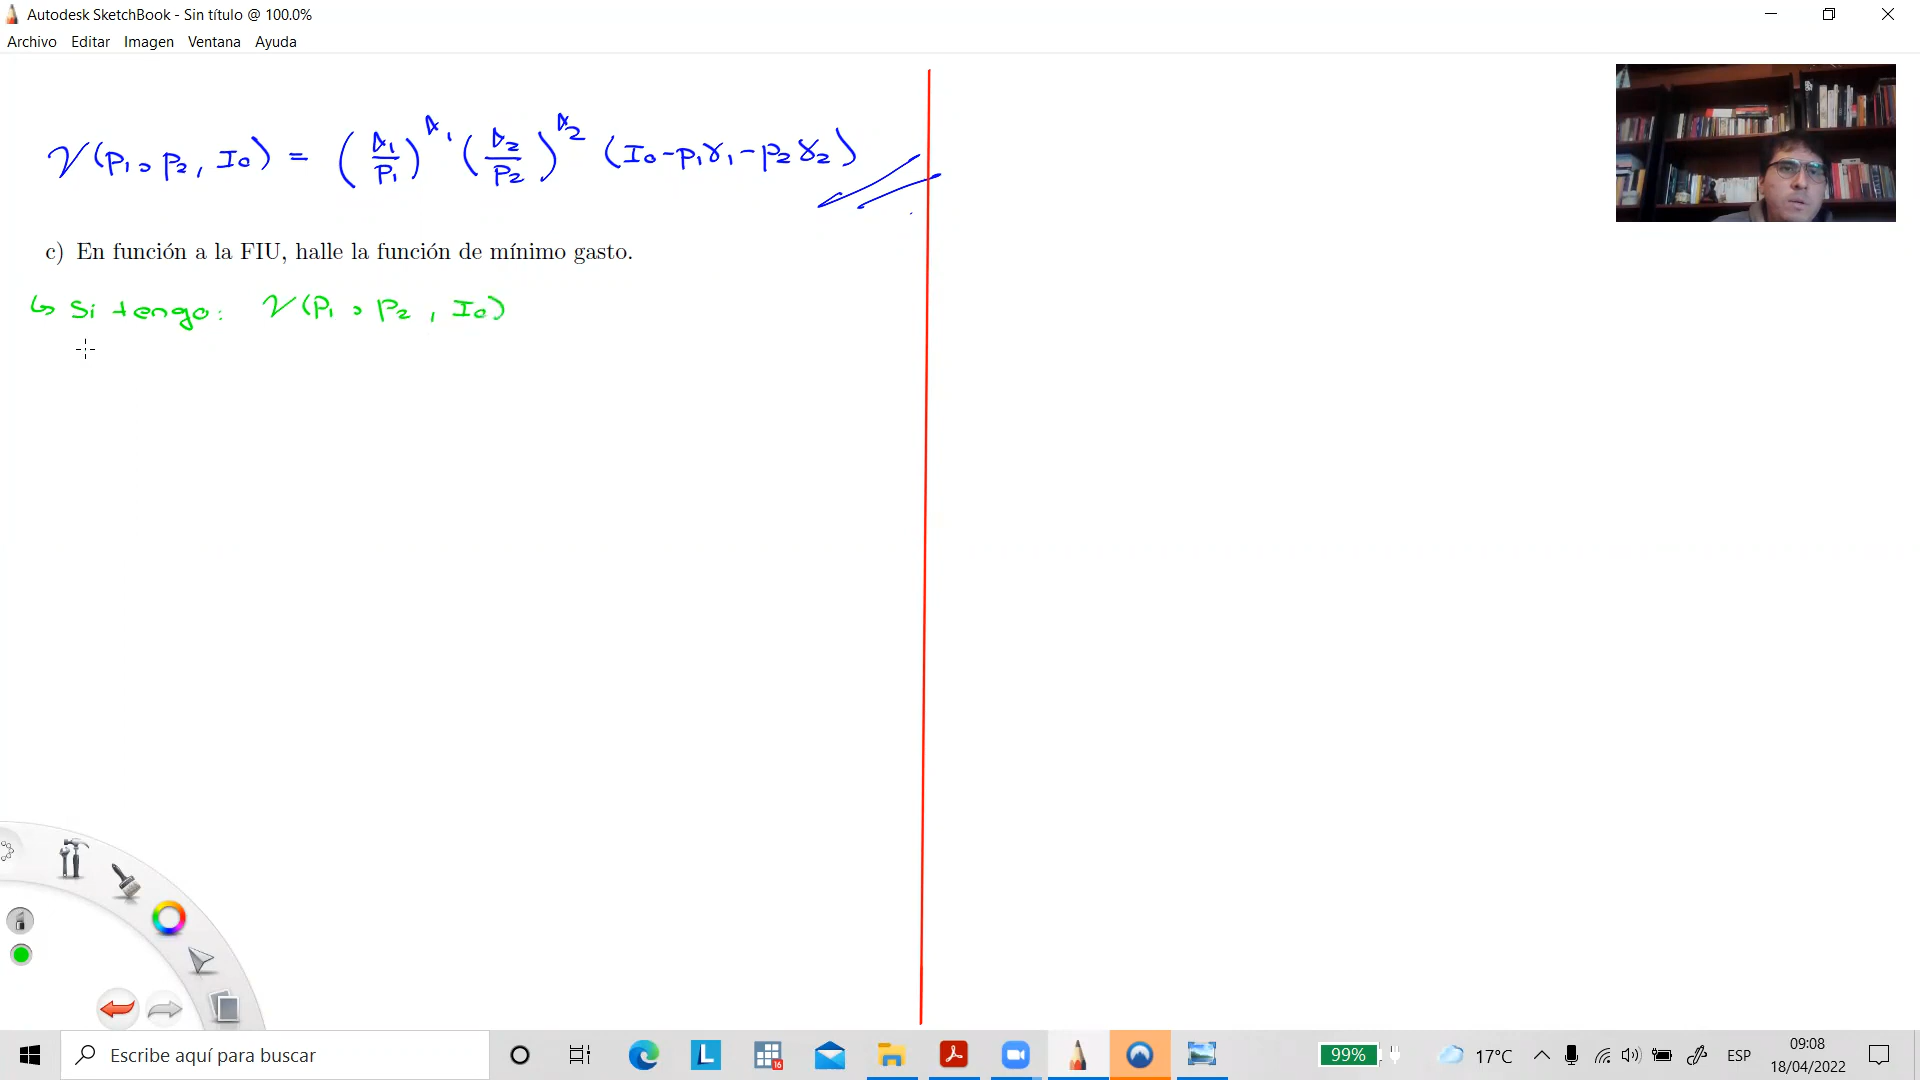 Autodesk SketchBook - Sin título @ 100.0%
Archivo Editar Imagen Ventana Ayuda
V(P₁, P₂, I₀) = (α₁/P₁)^α₁ (α₂/P₂)^α₂ (I₀ - P₁γ₁ - P₂γ₂)
c) En función a la FIU, halle la función de mínimo gasto.
↳ Si tengo: V(P₁, P₂, I₀)
Escribe aquí para buscar
L
16
99%
17°C
ESP
09:08
18/04/2022